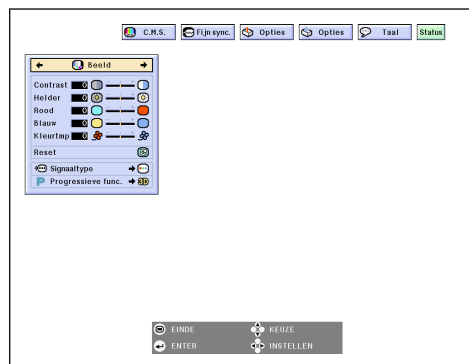 C.M.S. Fijn sync. Opties Opties Taal Status
Beeld
Contrast 0
Helder 0
Rood 0
Blauw 0
Kleurtmp 0
Reset
Signaaltype
P Progressieve func.
EINDE KEUZE
ENTER INSTELLEN